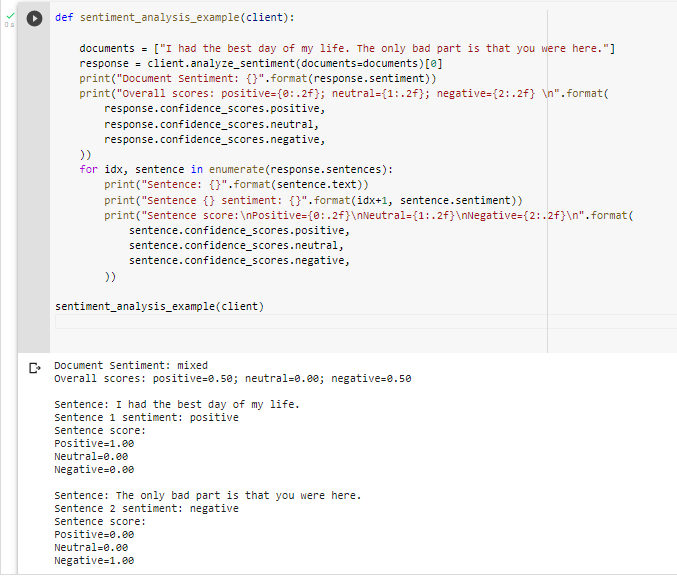 def sentiment_analysis_example(client):
documents = ["I had the best day of my life. The only bad part is that you were here."]
response = client.analyze_sentiment(documents=documents)[0]
print("Document Sentiment: {}".format(response.sentiment))
print("Overall scores: positive={0:.2f}; neutral={1:.2f}; negative={2:.2f} \n".format(
response.confidence_scores.positive,
response.confidence_scores.neutral,
response.confidence_scores.negative,
))
for idx, sentence in enumerate(response.sentences):
print("Sentence: {}".format(sentence.text))
print("Sentence {} sentiment: {}".format(idx+1, sentence.sentiment))
print("Sentence score:\nPositive={0:.2f}\nNeutral={1:.2f}\nNegative={2:.2f}\n".format(
sentence.confidence_scores.positive,
sentence.confidence_scores.neutral,
sentence.confidence_scores.negative,
))
sentiment_analysis_example(client)
Document Sentiment: mixed
Overall scores: positive=0.50; neutral=0.00; negative=0.50
Sentence: I had the best day of my life.
Sentence 1 sentiment: positive
Sentence score:
Positive=1.00
Neutral=0.00
Negative=0.00
Sentence: The only bad part is that you were here.
Sentence 2 sentiment: negative
Sentence score:
Positive=0.00
Neutral=0.00
Negative=1.00